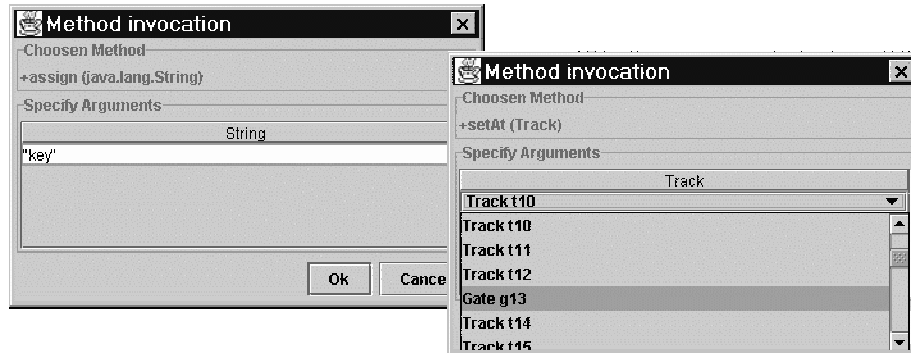 Method invocation
Choosen Method
+assign (java.lang.String)
Specify Arguments
String
"key"
Ok
Cance
Method invocation
Choosen Method
+setAt (Track)
Specify Arguments
Track
Track t10
Track t10
Track t11
Track t12
Gate g13
Track t14
Track t15